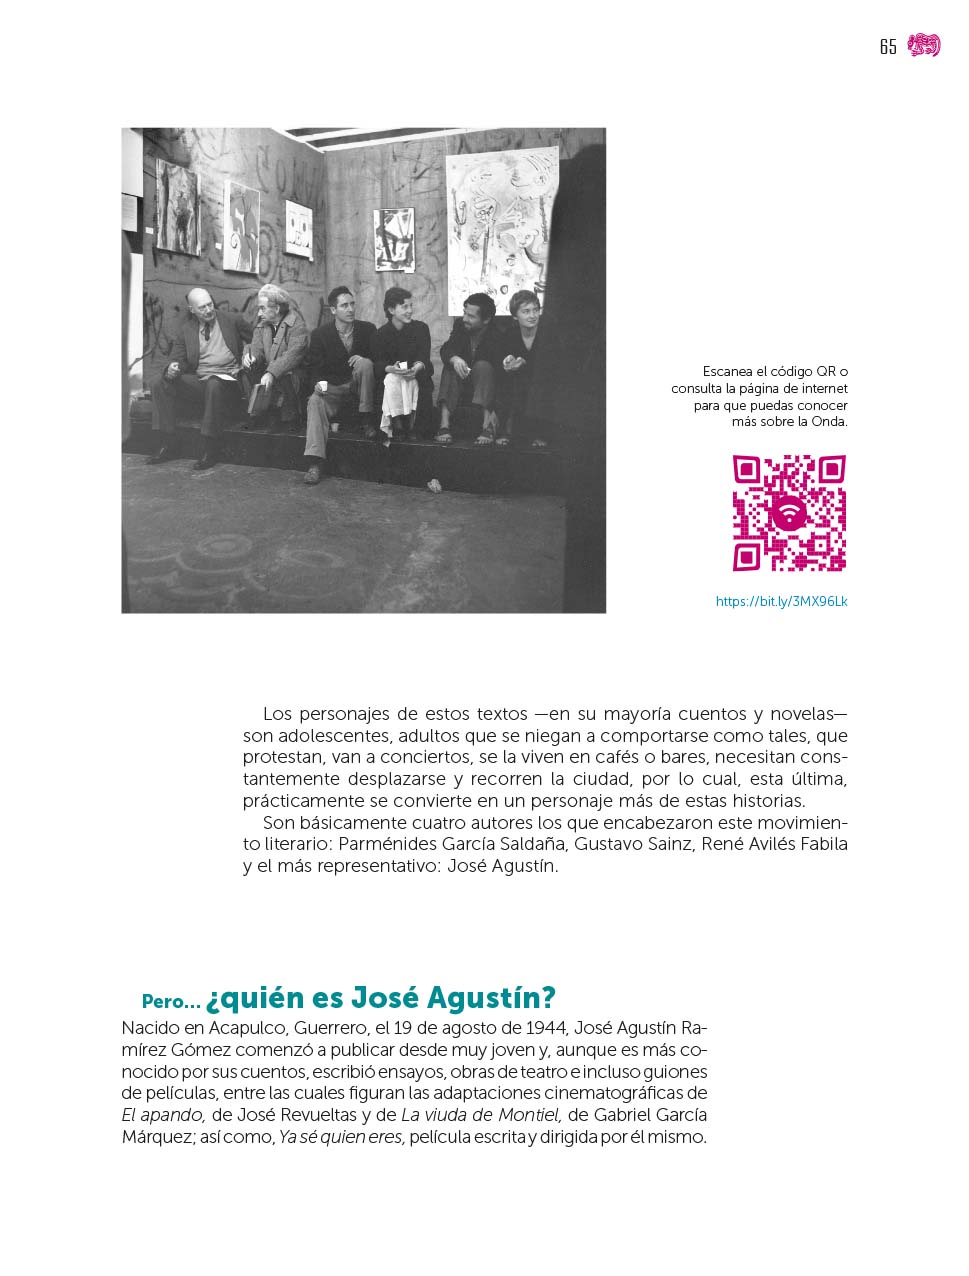 65
Escanea el código QR o
consulta la página de internet
para que puedas conocer
más sobre la Onda.
https://bit.ly/3MX96Lk
Los personajes de estos textos —en su mayoría cuentos y novelas—
son adolescentes, adultos que se niegan a comportarse como tales, que
protestan, van a conciertos, se la viven en cafés o bares, necesitan cons-
tantemente desplazarse y recorren la ciudad, por lo cual, esta última,
prácticamente se convierte en un personaje más de estas historias.
Son básicamente cuatro autores los que encabezaron este movimien-
to literario: Parménides García Saldaña, Gustavo Sainz, René Avilés Fabila
y el más representativo: José Agustín.
Pero... ¿quién es José Agustín?
Nacido en Acapulco, Guerrero, el 19 de agosto de 1944, José Agustín Ra-
mírez Gómez comenzó a publicar desde muy joven y, aunque es más co-
nocido por sus cuentos, escribió ensayos, obras de teatro e incluso guiones
de películas, entre las cuales figuran las adaptaciones cinematográficas de
El apando, de José Revueltas y de La viuda de Montiel, de Gabriel García
Márquez; así como, Ya sé quien eres, película escrita y dirigida por él mismo.